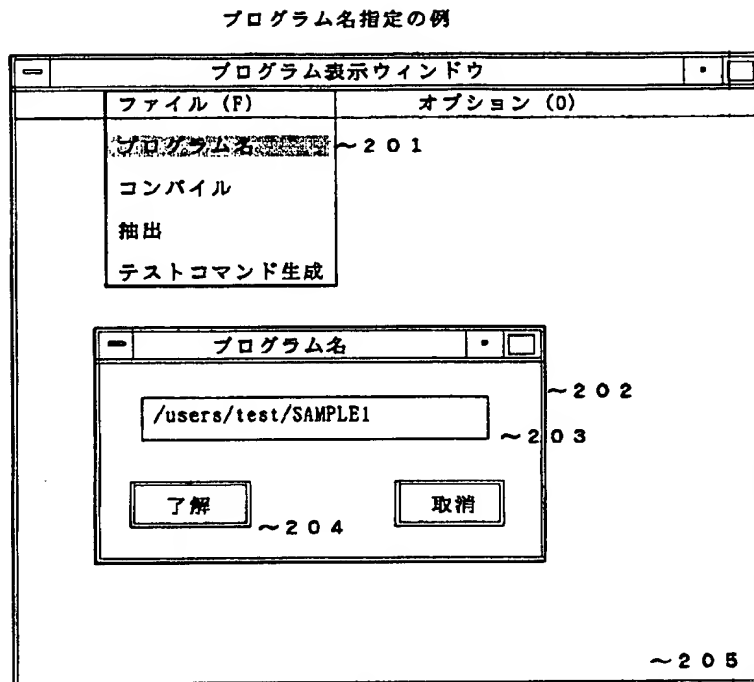 プログラム名指定の例
プログラム表示ウィンドウ
ファイル (F) オプション (O)
プログラム名 ~201
コンパイル
抽出
テストコマンド生成
プログラム名
~202
/users/test/SAMPLE1
~203
了解 取消
~204
~205